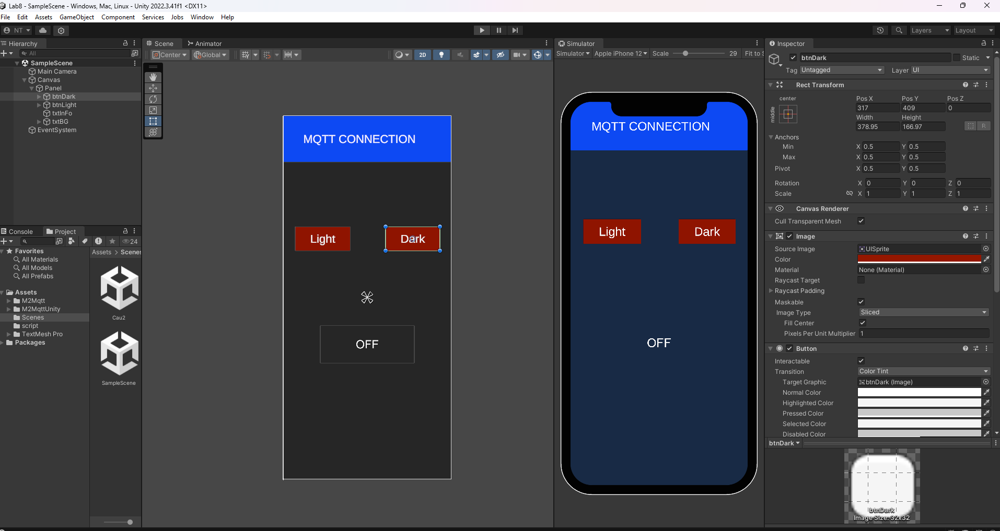 Lab8 - SampleScene - Windows, Mac, Linux - Unity 2022.3.41f1 <DX11>
File Edit Assets GameObject Component Services Jobs Window Help
NT
Layers
Layout
Hierarchy
All
SampleScene
Main Camera
Canvas
Panel
btnDark
btnLight
txtInFo
txtBG
EventSystem
Console
Project
24
Favorites
All Materials
All Models
All Prefabs
Assets
M2Mqtt
M2MqttUnity
Scenes
script
TextMesh Pro
Packages
Assets > Scenes
Cau2
SampleScene
Scene
Animator
Center
Global
2D
MQTT CONNECTION
Light
Dark
OFF
Simulator
Simulator Apple iPhone 12 Scale 29 Fit to S
MQTT CONNECTION
Light
Dark
OFF
Inspector
btnDark
Static
Tag Untagged Layer UI
Rect Transform
center
middle
Pos X Pos Y Pos Z
317 409 0
Width Height
378.95 166.97
R
Anchors
Min X 0.5 Y 0.5
Max X 0.5 Y 0.5
Pivot X 0.5 Y 0.5
Rotation X 0 Y 0 Z 0
Scale X 1 Y 1 Z 1
Canvas Renderer
Cull Transparent Mesh
Image
Source Image UISprite
Color
Material None (Material)
Raycast Target
Raycast Padding
Maskable
Image Type Sliced
Fill Center
Pixels Per Unit Multiplier 1
Button
Interactable
Transition Color Tint
Target Graphic btnDark (Image)
Normal Color
Highlighted Color
Pressed Color
Selected Color
Disabled Color
btnDark
btnDark
Image Size: 32x32